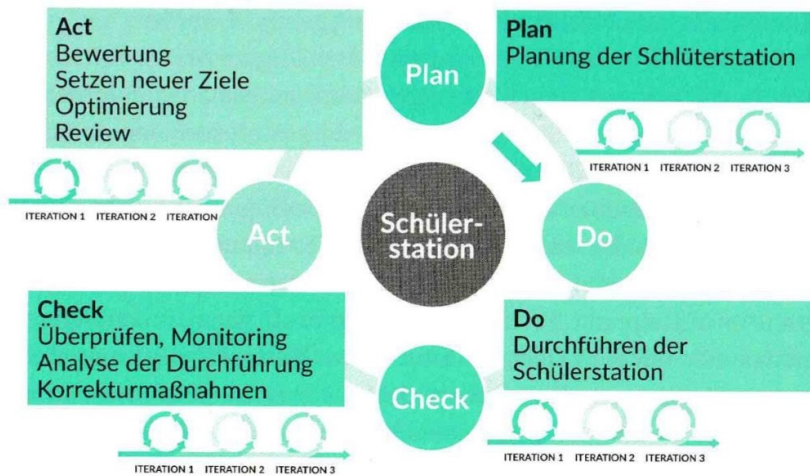 Act
Bewertung
Setzen neuer Ziele
Optimierung
Review
ITERATION 1 ITERATION 2 ITERATION
Plan
Plan
Planung der Schlüterstation
ITERATION 1 ITERATION 2 ITERATION 3
Act
Schüler-
station
Do
Check
Überprüfen, Monitoring
Analyse der Durchführung
Korrekturmaßnahmen
ITERATION 1 ITERATION 2 ITERATION 3
Check
Do
Durchführen der
Schülerstation
ITERATION 1 ITERATION 2 ITERATION 3